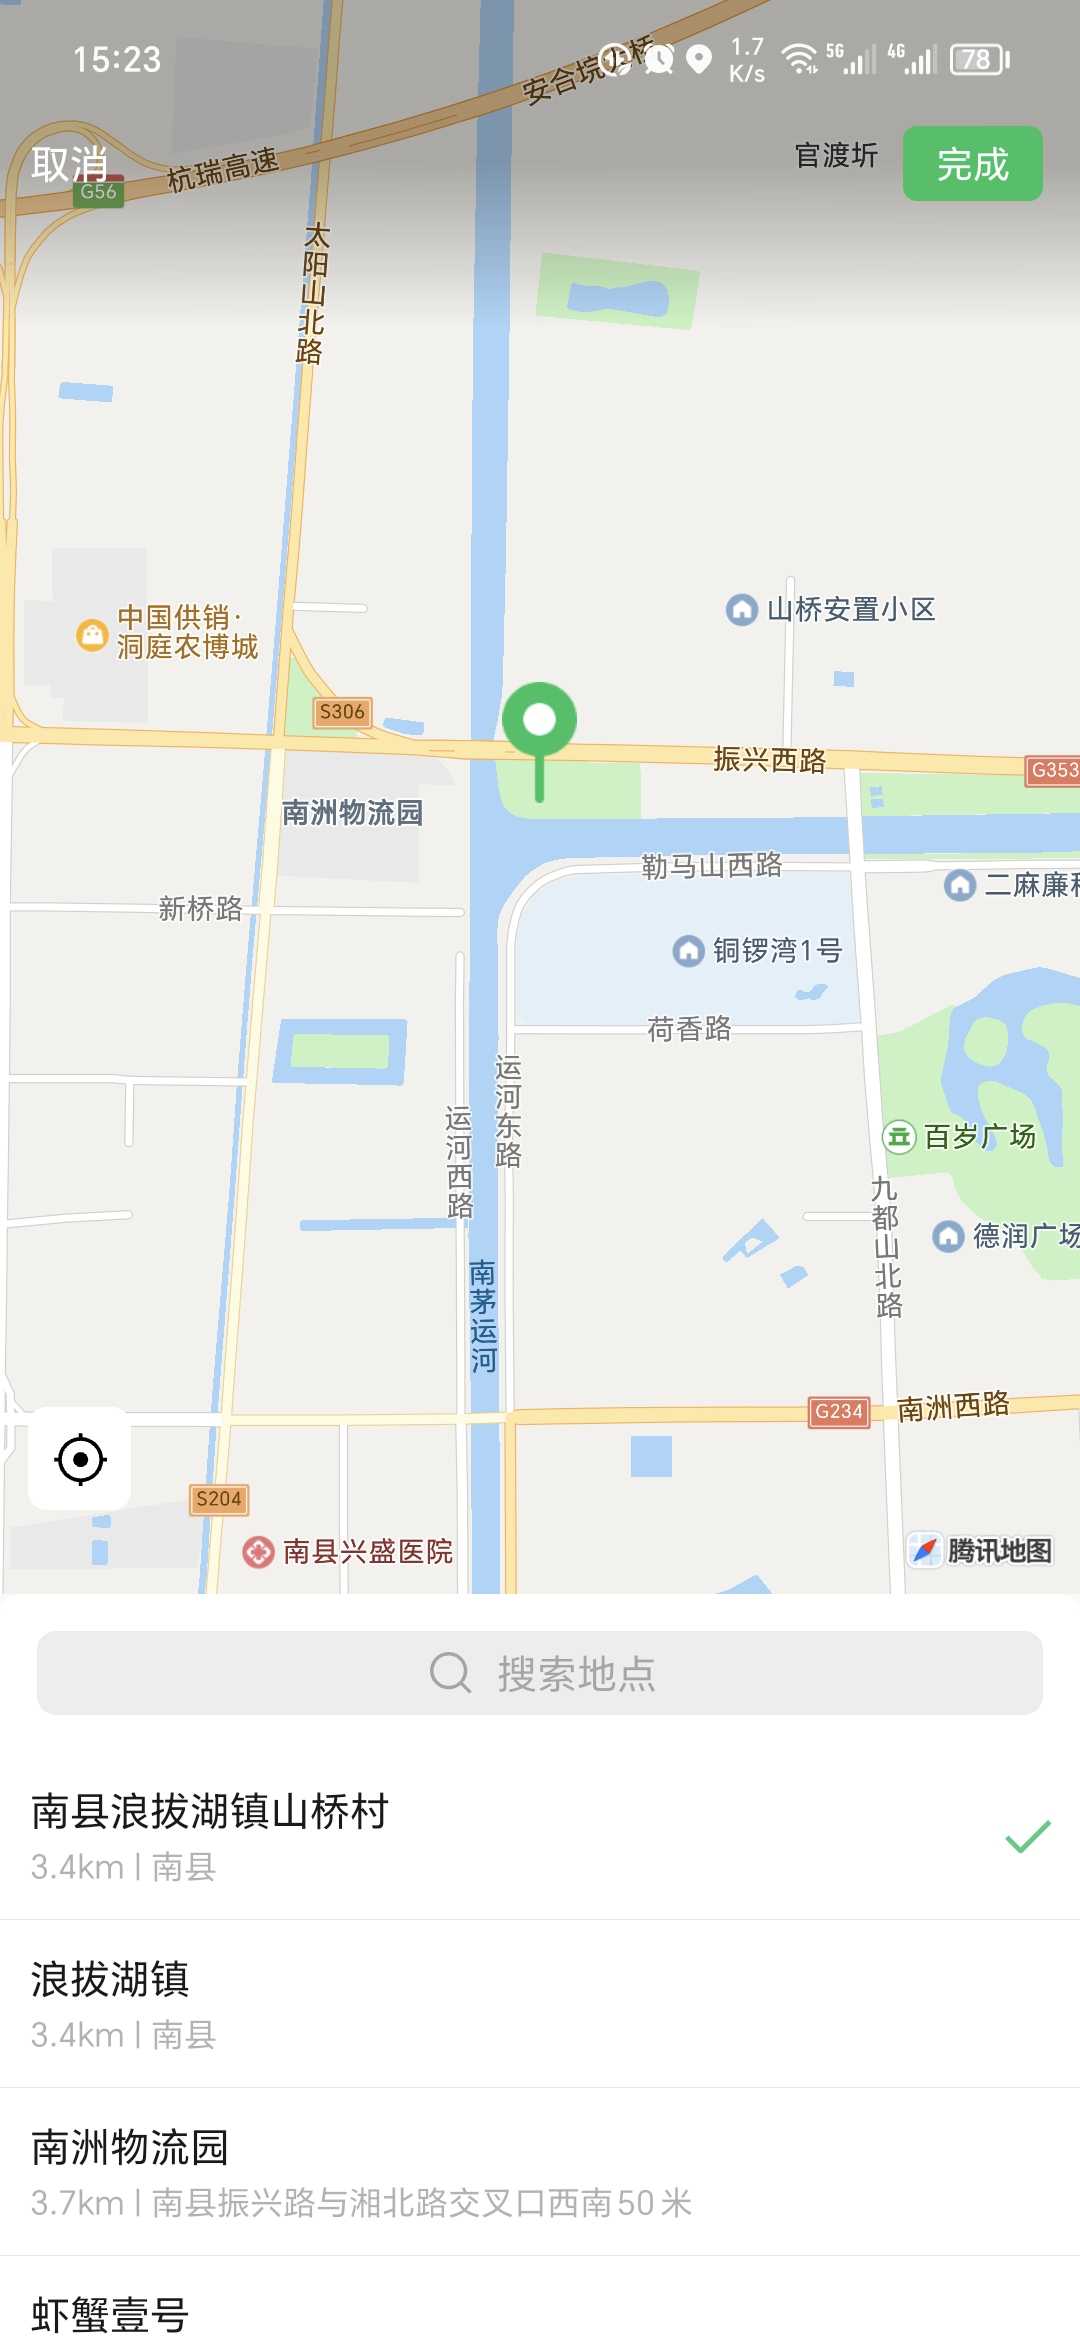 15:23
1.7
K/s
5G
4G
78
安合垸大桥
取消
官渡圻
完成
杭瑞高速
G56
太阳山北路
中国供销·
洞庭农博城
山桥安置小区
S306
振兴西路
G353
南洲物流园
勒马山西路
二麻廉租
新桥路
铜锣湾1号
荷香路
运河东路
运河西路
百岁广场
九都山北路
德润广场
南茅运河
G234
南洲西路
S204
南县兴盛医院
腾讯地图
搜索地点
南县浪拔湖镇山桥村
3.4km | 南县
浪拔湖镇
3.4km | 南县
南洲物流园
3.7km | 南县振兴路与湘北路交叉口西南50米
虾蟹壹号